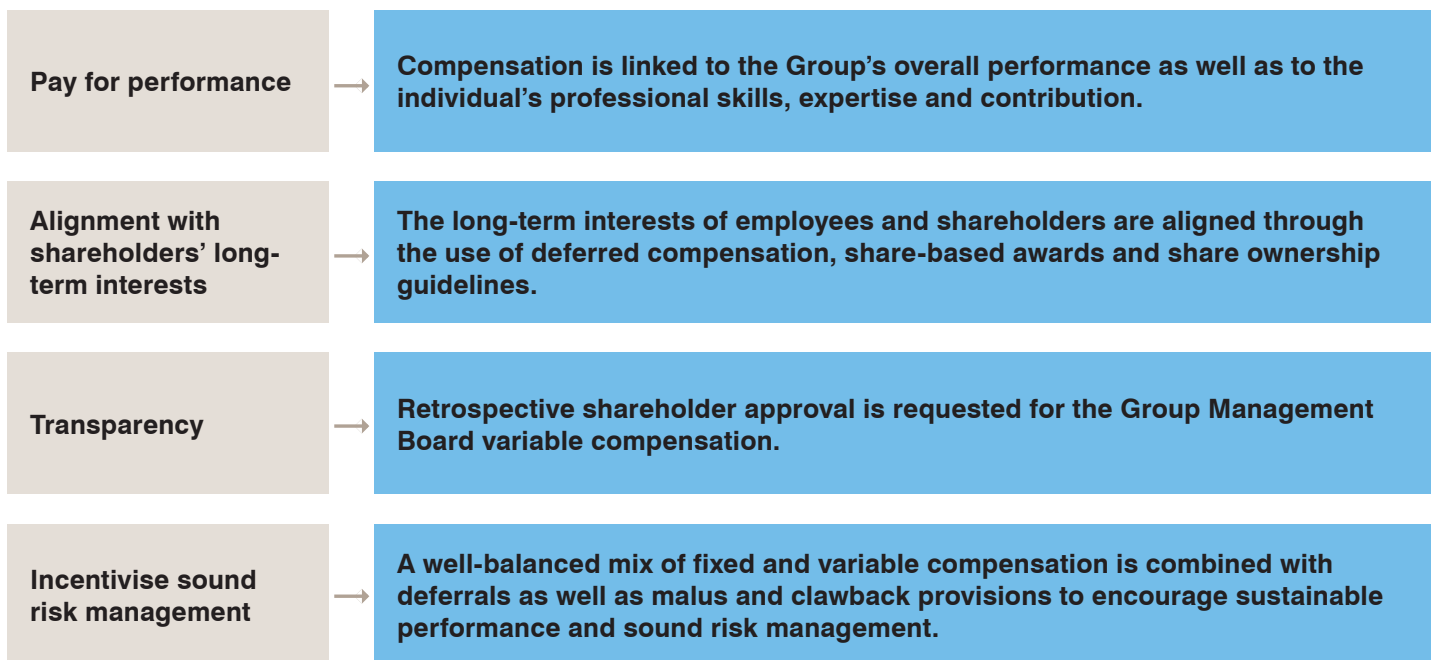 Pay for performance
Compensation is linked to the Group’s overall performance as well as to the
individual’s professional skills, expertise and contribution.
Alignment with
shareholders’ long-
term interests
The long-term interests of employees and shareholders are aligned through
the use of deferred compensation, share-based awards and share ownership
guidelines.
Transparency
Retrospective shareholder approval is requested for the Group Management
Board variable compensation.
Incentivise sound
risk management
A well-balanced mix of fixed and variable compensation is combined with
deferrals as well as malus and clawback provisions to encourage sustainable
performance and sound risk management.